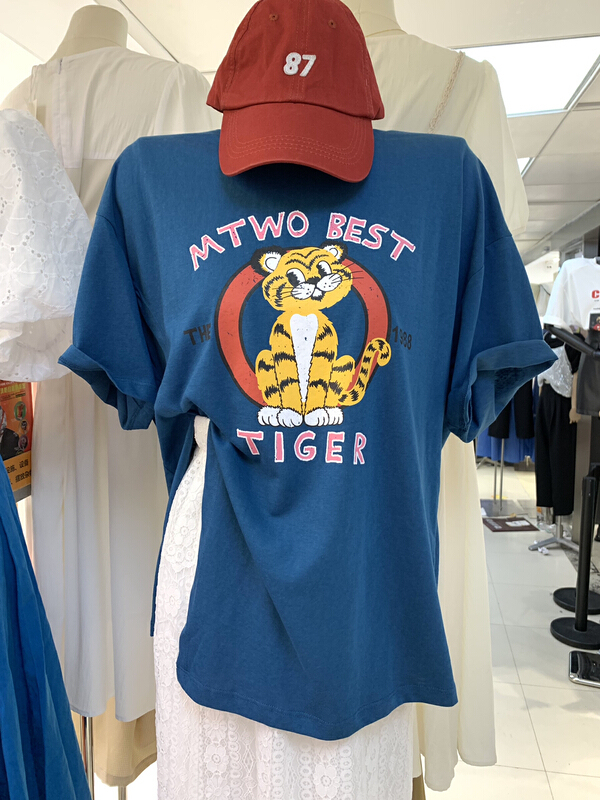 87
MTWO BEST
THE 1998
TIGER